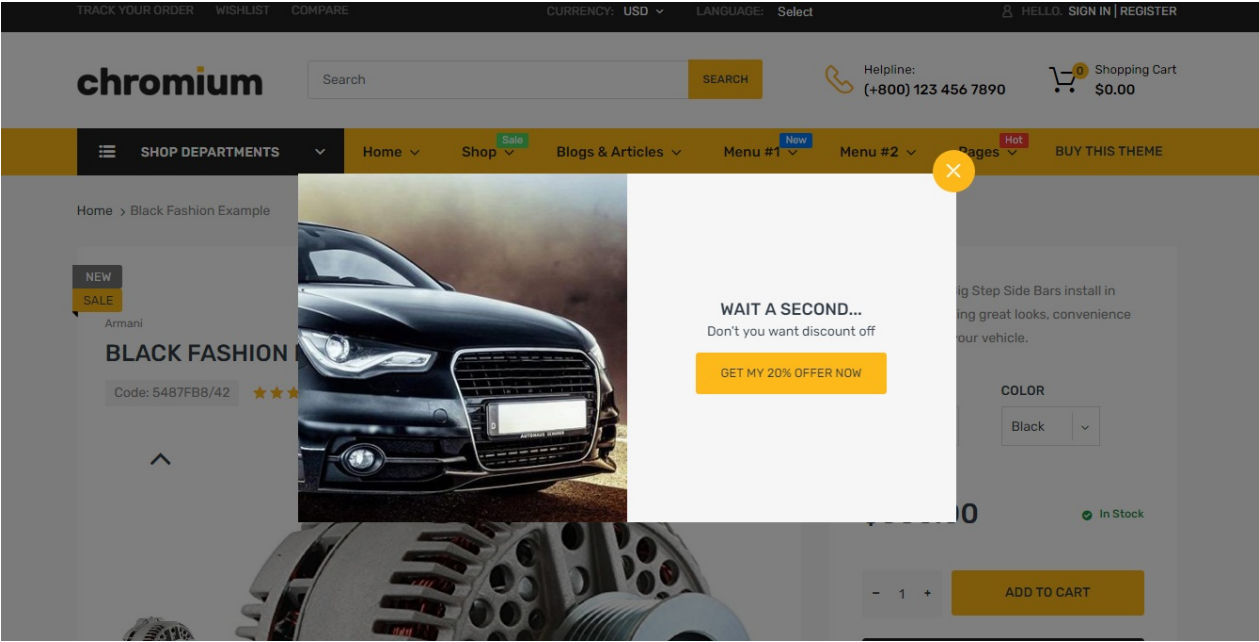 TRACK YOUR ORDER WISHLIST COMPARE CURRENCY: USD LANGUAGE: Select HELLO. SIGN IN | REGISTER
chromium
Search SEARCH
Helpline:
(+800) 123 456 7890
0 Shopping Cart
$0.00
SHOP DEPARTMENTS Home Shop Sale Blogs & Articles Menu #1 New Menu #2 Pages Hot BUY THIS THEME
Home > Black Fashion Example
NEW
SALE
Armani
BLACK FASHION
Code: 5487FB8/42
WAIT A SECOND...
Don't you want discount off
GET MY 20% OFFER NOW
Step Side Bars install in
great looks, convenience
your vehicle.
COLOR
Black
In Stock
- 1 +
ADD TO CART